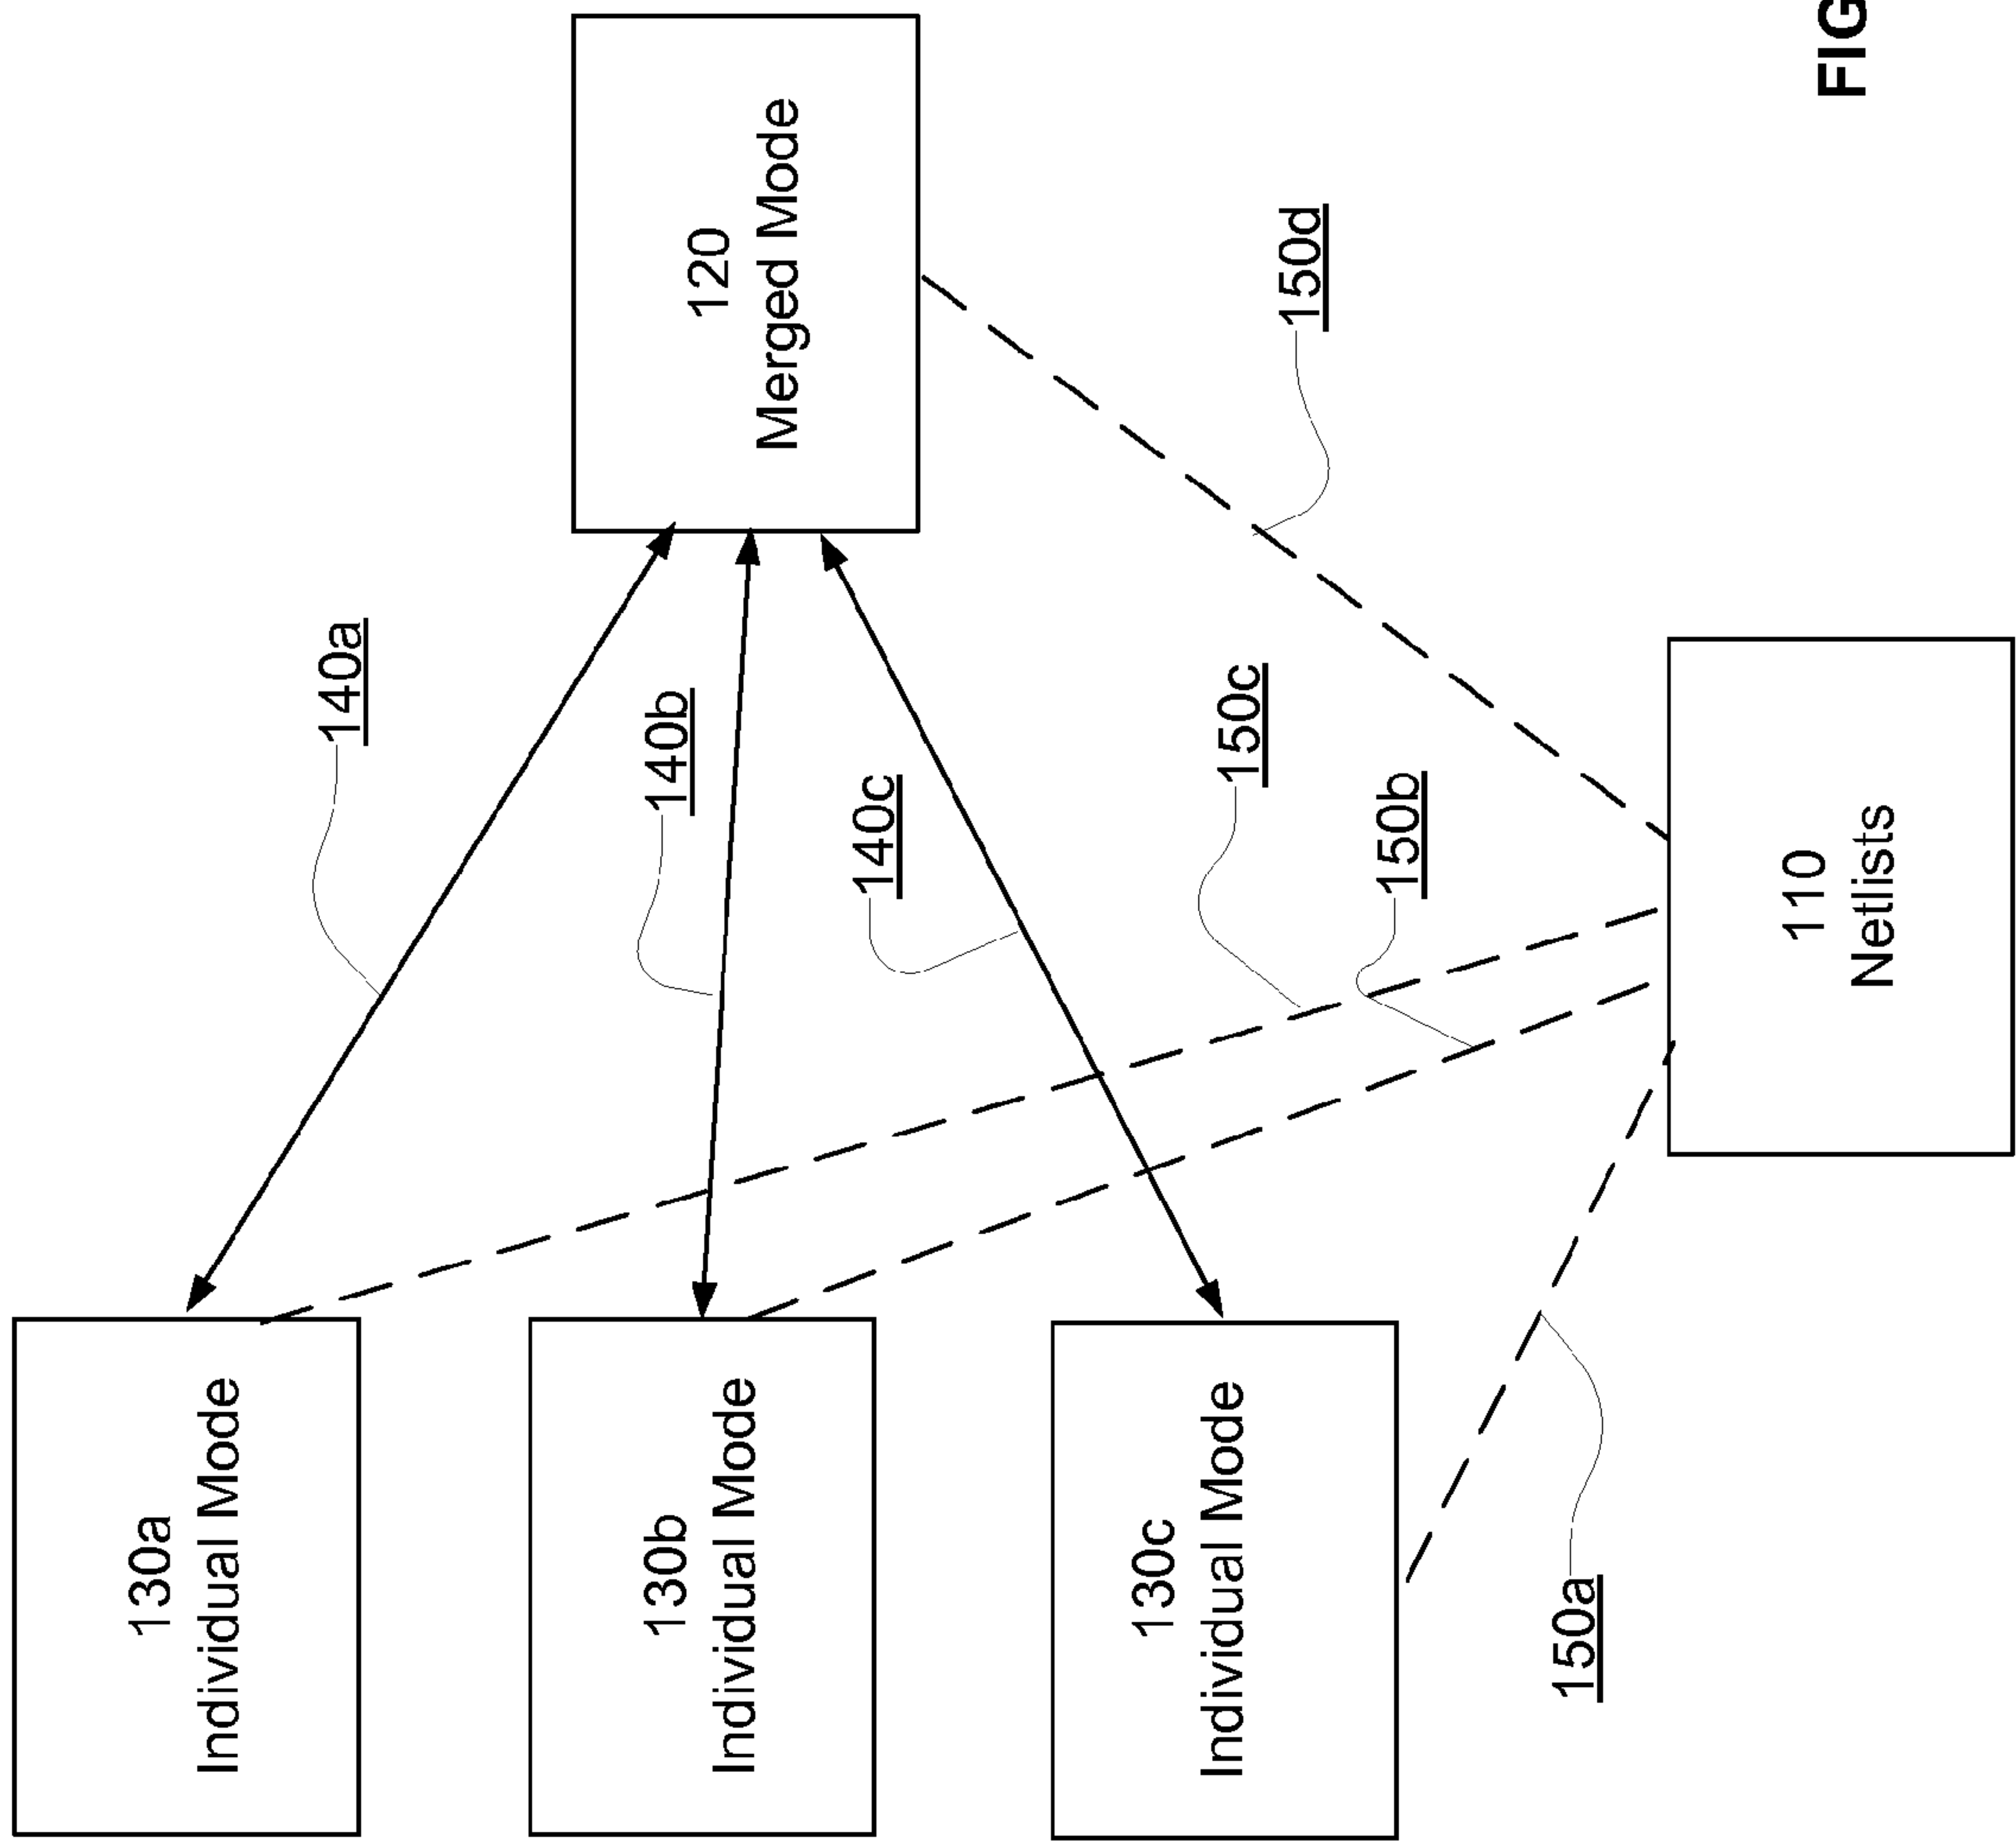 130a
Individual Mode
130b
Individual Mode
130c
Individual Mode
140a
140b
140c
120
Merged Mode
150a
150b
150c
150d
110
Netlists
FIG